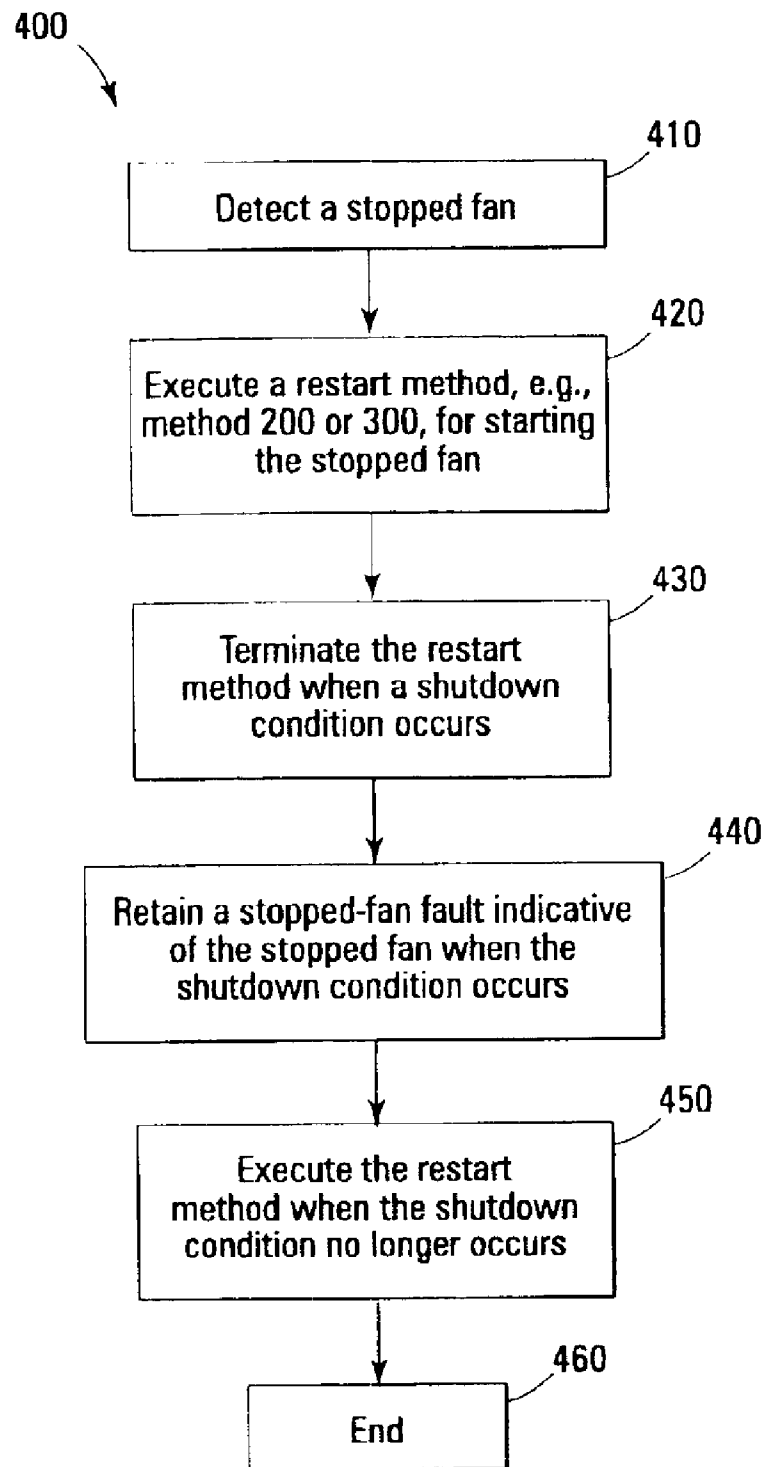 400
410
Detect a stopped fan
420
Execute a restart method, e.g.,
method 200 or 300, for starting
the stopped fan
430
Terminate the restart
method when a shutdown
condition occurs
440
Retain a stopped-fan fault indicative
of the stopped fan when the
shutdown condition occurs
450
Execute the restart
method when the shutdown
condition no longer occurs
460
End